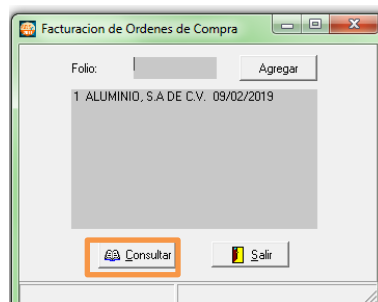 Facturacion de Ordenes de Compra
Folio: Agregar
1 ALUMINIO, S.A DE C.V. 09/02/2019
Consultar Salir